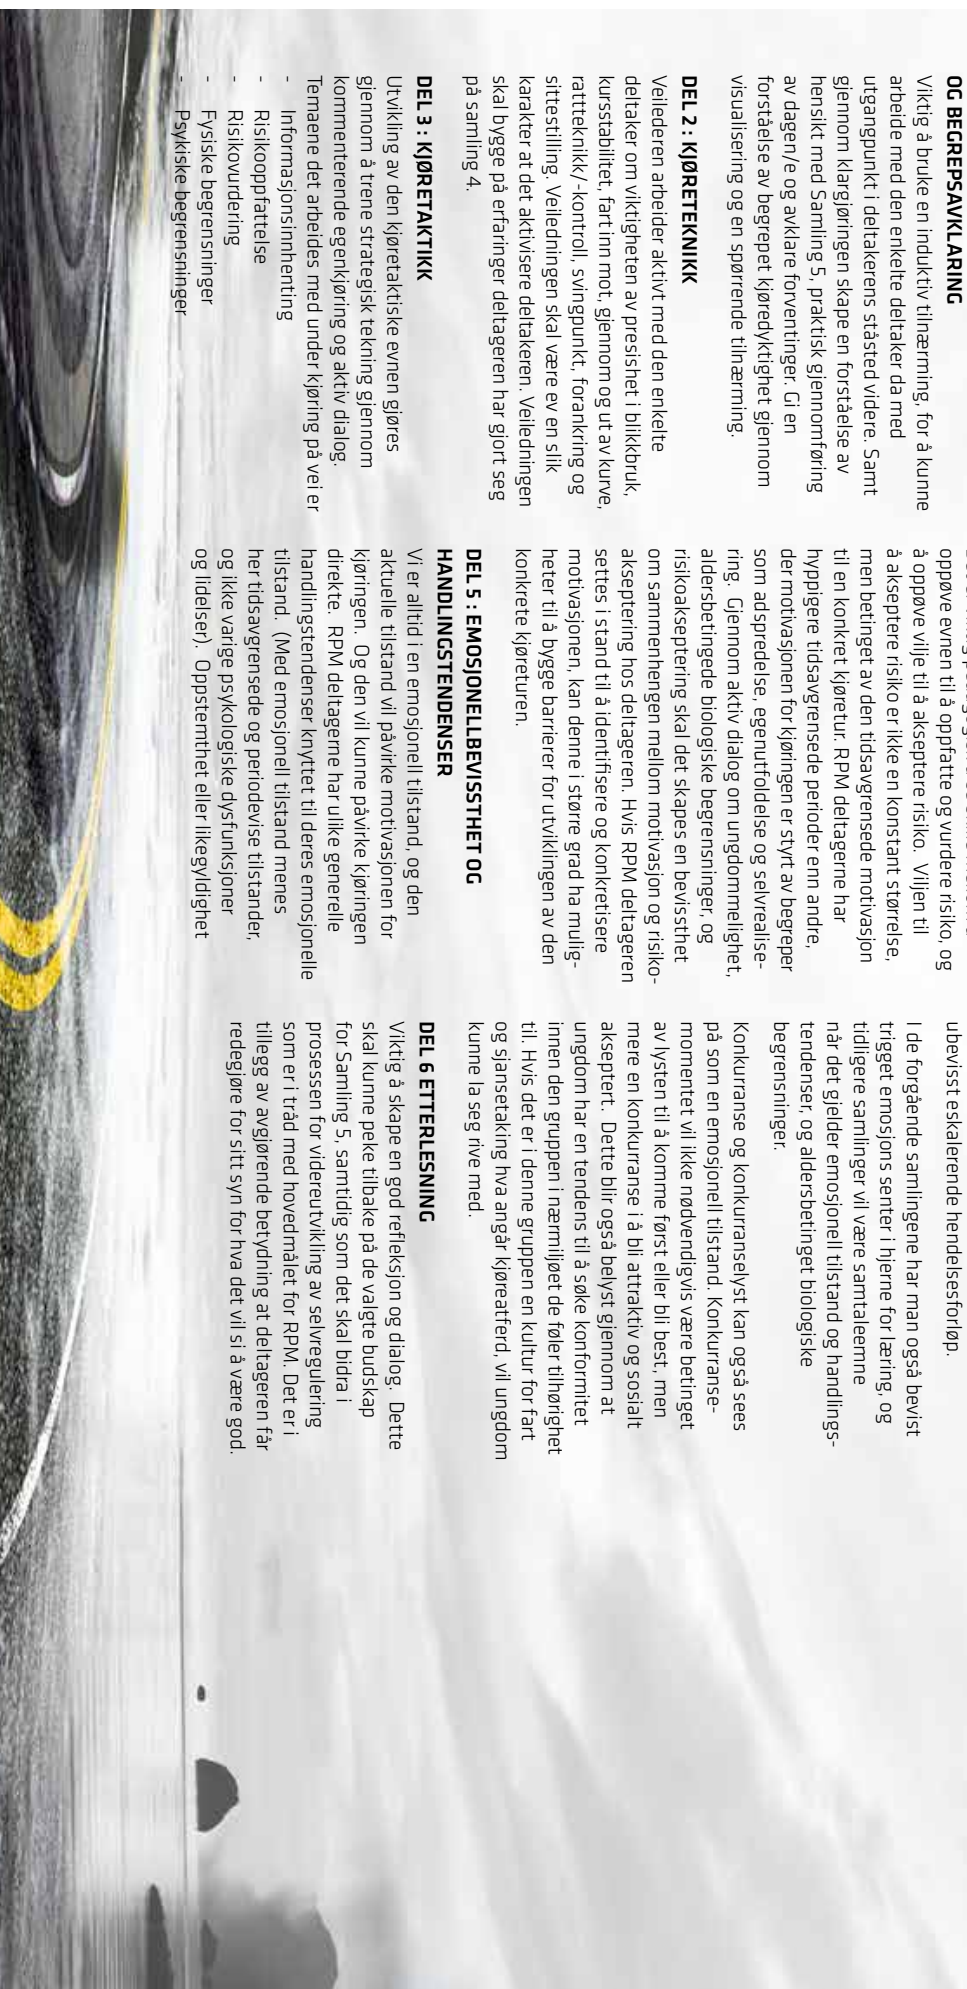 OG BEGREPSAVKLARING
Viktig å bruke en induktiv tilnærming, for å kunne
arbeide med den enkelte deltaker da med
utgangpunkt i deltakerens ståsted videre. Samt
gjennom klargjøringen skape en forståelse av
hensikt med Samling 5, praktisk gjennomføring
av dagen/e og avklare forventinger. Gi en
forståelse av begrepet kjøredyktighet gjennom
visualisering og en spørrende tilnærming.
DEL 2 : KJØRETEKNIKK
Veilederen arbeider aktivt med den enkelte
deltaker om viktigheten av presishet i blikkbruk,
kursstabilitet, fart inn mot, gjennom og ut av kurve,
rattteknikk/-kontroll, svingpunkt, forankring og
sittestilling. Veiledningen skal være ev en slik
karakter at det aktivisere deltakeren. Veiledningen
skal bygge på erfaringer deltageren har gjort seg
på samling 4.
DEL 3 : KJØRETAKTIKK
Utvikling av den kjøretaktiske evnen gjøres
gjennom å trene strategisk tekning gjennom
kommenterende egenkjøring og aktiv dialog.
Temaene det arbeides med under kjøring på vei er
- Informasjonsinnhenting
- Risikooppfattelse
- Risikovurdering
- Fysiske begrensninger
- Psykiske begrensninger
oppøve evnen til å oppfatte og vurdere risiko, og
å oppøve vilje til å akseptere risiko. Viljen til
å akseptere risiko er ikke en konstant størrelse,
men betinget av den tidsavgrensede motivasjon
til en konkret kjøretur. RPM deltagerne har
hyppigere tidsavgrensede perioder enn andre,
der motivasjonen for kjøringen er styrt av begreper
som adspredelse, egenutfoldelse og selvrealise-
ring. Gjennom aktiv dialog om ungdommelighet,
aldersbetingede biologiske begrensninger, og
risikoakseptering skal det skapes en bevissthet
om sammenhengen mellom motivasjon og risiko-
akseptering hos deltageren. Hvis RPM deltageren
settes i stand til å identifisere og konkretisere
motivasjonen, kan denne i større grad ha mulig-
heter til å bygge barrierer for utviklingen av den
konkrete kjøreturen.
DEL 5 : EMOSJONELLBEVISSTHET OG
HANDLINGSTENDENSER
Vi er alltid i en emosjonell tilstand, og den
aktuelle tilstand vil påvirke motivasjonen for
kjøringen. Og den vil kunne påvirke kjøringen
direkte. RPM deltagerne har ulike generelle
handlingstendenser knyttet til deres emosjonelle
tilstand. (Med emosjonell tilstand menes
her tidsavgrensede og periodevise tilstander,
og ikke varige psykologiske dysfunksjoner
og lidelser). Oppstemthet eller likegyldighet
ubevisst eskalerende hendelsesforløp.
I de forgående samlingene har man også bevist
trigget emosjons senter i hjerne for læring, og
tidligere samlinger vil være samtaleemne
når det gjelder emosjonell tilstand og handlings-
tendenser, og aldersbetinget biologiske
begrensninger.
Konkurranse og konkurranselyst kan også sees
på som en emosjonell tilstand. Konkurranse-
momentet vil ikke nødvendigvis være betinget
av lysten til å komme først eller bli best, men
mere en konkurranse i å bli attraktiv og sosialt
akseptert. Dette blir også belyst gjennom at
ungdom har en tendens til å søke konformitet
innen den gruppen i nærmiljøet de føler tilhørighet
til. Hvis det er i denne gruppen en kultur for fart
og sjansetaking hva angår kjøreatferd, vil ungdom
kunne la seg rive med.
DEL 6 ETTERLESNING
Viktig å skape en god refleksjon og dialog. Dette
skal kunne peke tilbake på de valgte budskap
for Samling 5, samtidig som det skal bidra i
prosessen for videreutvikling av selvregulering
som er i tråd med hovedmålet for RPM. Det er i
tillegg av avgjørende betydning at deltageren får
redegjøre for sitt syn for hva det vil si å være god.